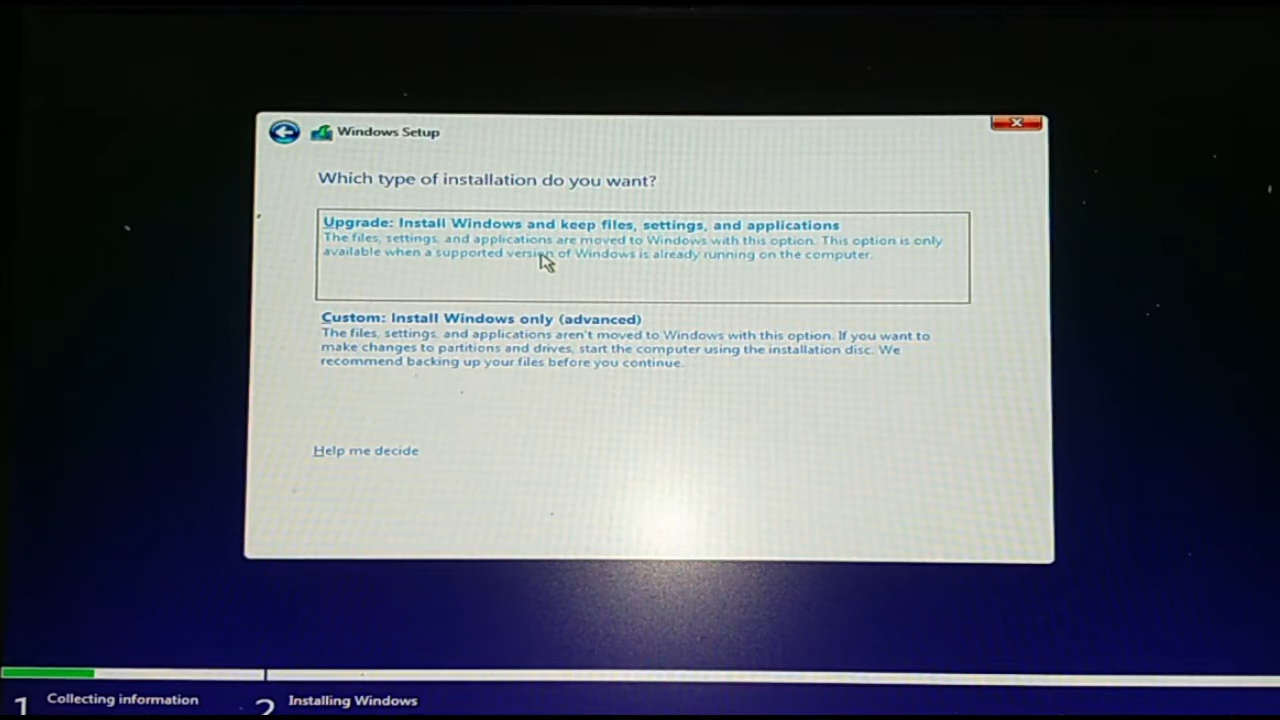 Windows Setup
Which type of installation do you want?
Upgrade: Install Windows and keep files, settings, and applications
The files, settings, and applications are moved to Windows with this option. This option is only
available when a supported version of Windows is already running on the computer.
Custom: Install Windows only (advanced)
The files, settings, and applications aren't moved to Windows with this option. If you want to
make changes to partitions and drives, start the computer using the installation disc. We
recommend backing up your files before you continue.
Help me decide
1 Collecting information
2 Installing Windows